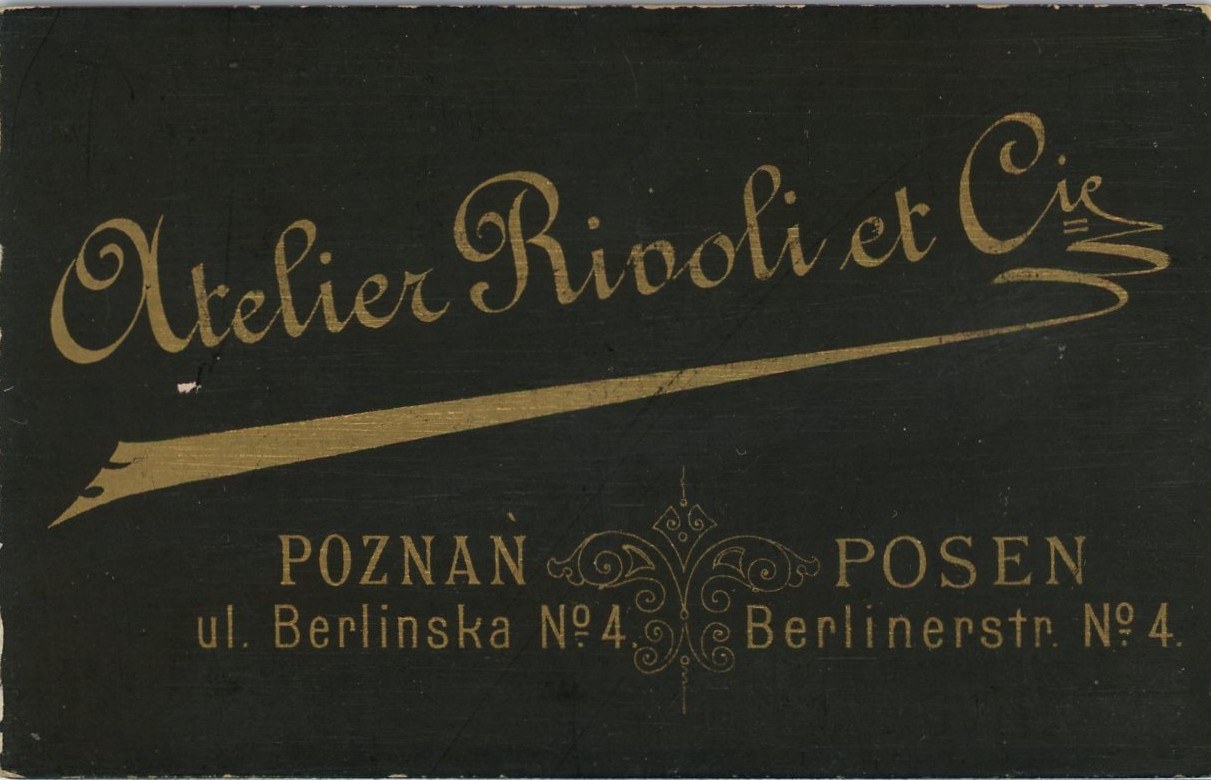 Atelier Rivoli et Cie
POZNAŃ
ul. Berlinska Nº 4.
POSEN
Berlinerstr. Nº 4.